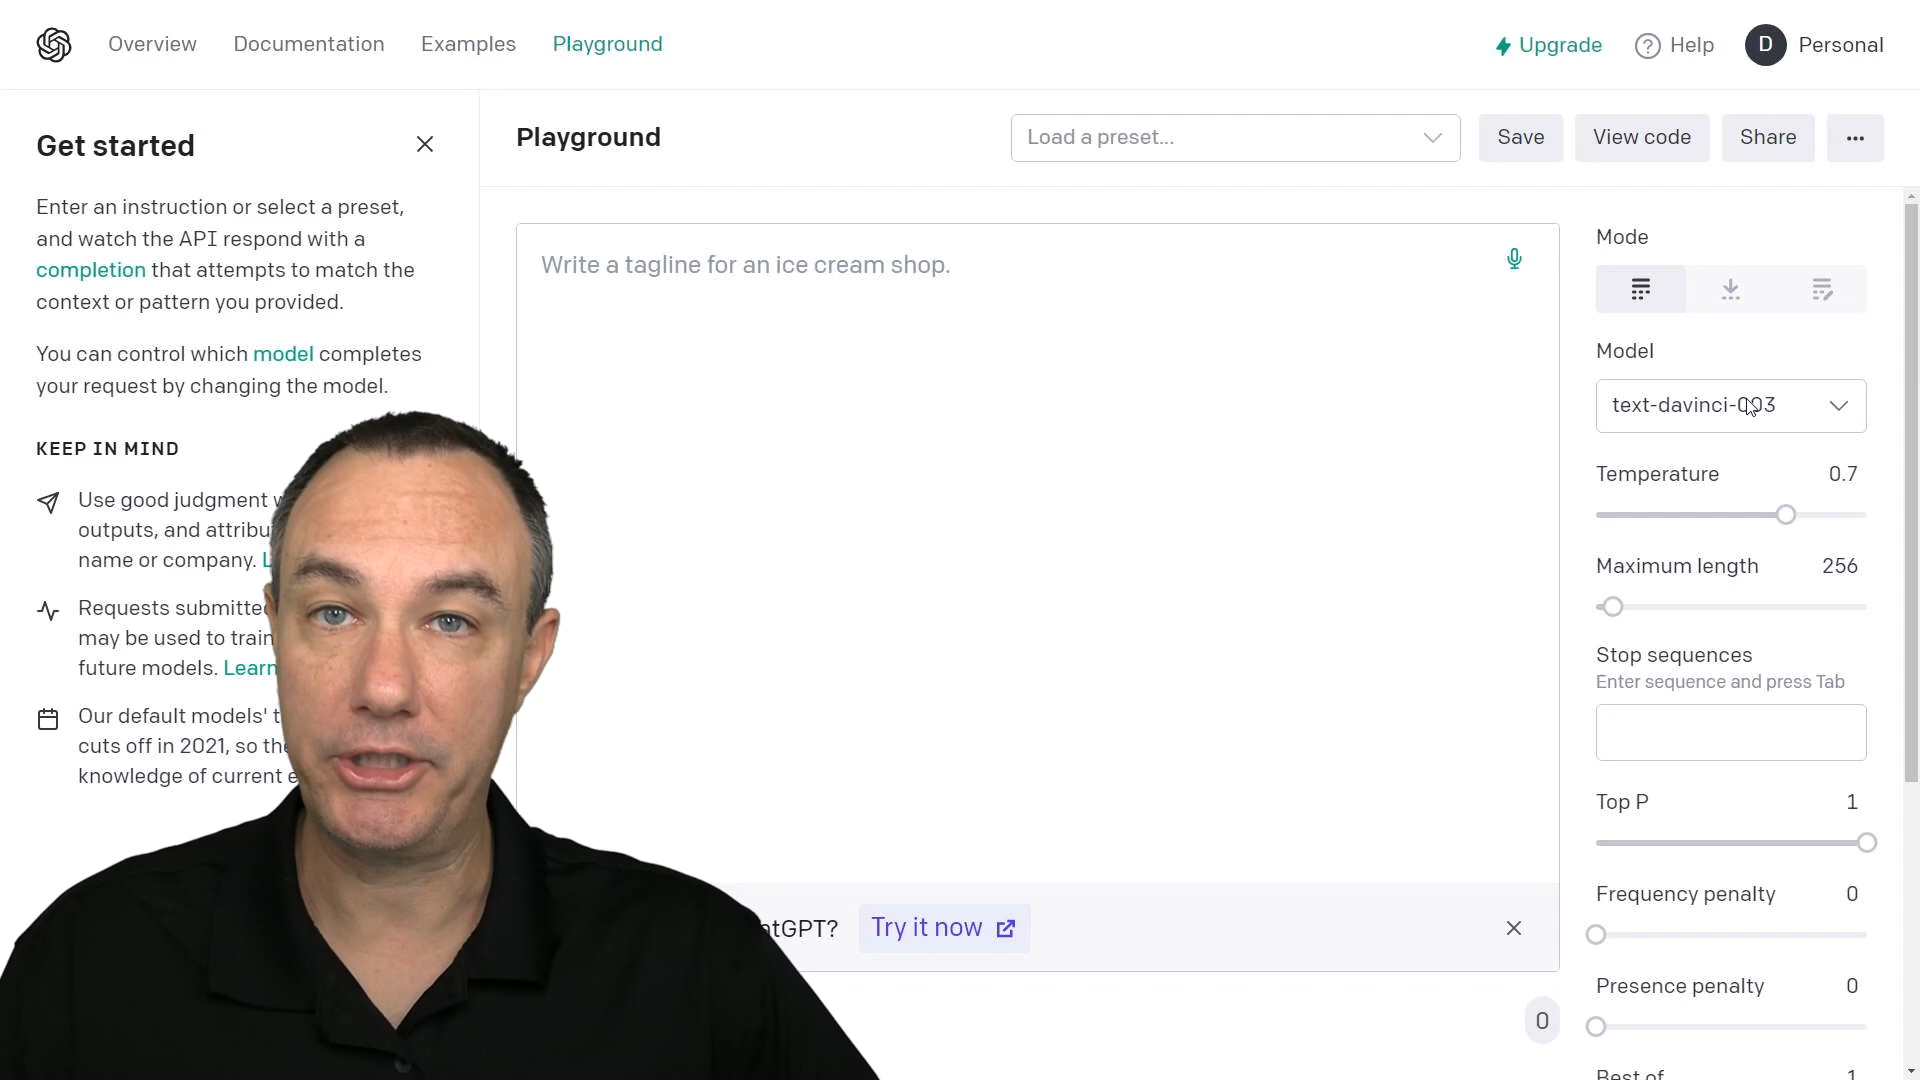 Overview
Documentation
Examples
Playground
Upgrade
Help
D
Personal
Get started
Enter an instruction or select a preset,
and watch the API respond with a
completion that attempts to match the
context or pattern you provided.
You can control which model completes
your request by changing the model.
KEEP IN MIND
Use good judgment
outputs, and
name or company.
Requests
may be used to train
future models. Learn
Our default models'
cuts off in 2021, so
knowledge of current
Playground
Load a preset...
Save
View code
Share
Write a tagline for an ice cream shop.
Try it now
0
Mode
Model
text-davinci-003
Temperature
0.7
Maximum length
256
Stop sequences
Enter sequence and press Tab
Top P
1
Frequency penalty
0
Presence penalty
0
Best of
1